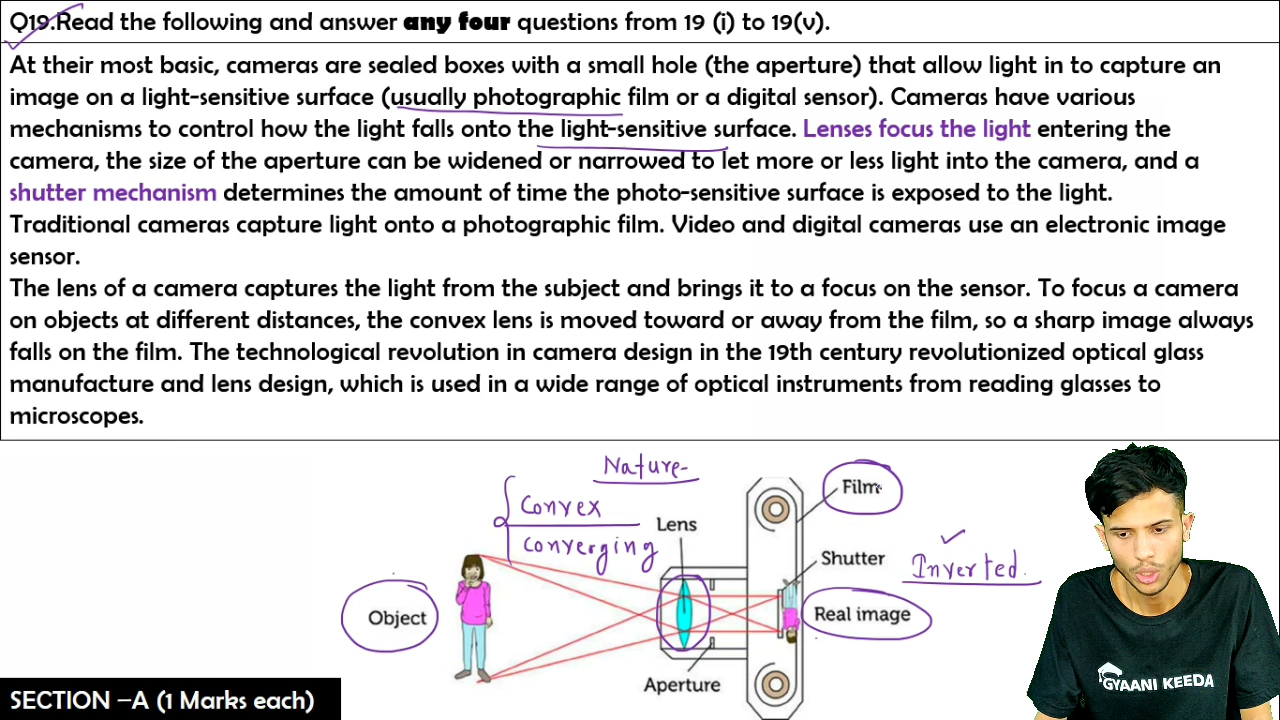 Q19.Read the following and answer any four questions from 19 (i) to 19(v).
At their most basic, cameras are sealed boxes with a small hole (the aperture) that allow light in to capture an
image on a light-sensitive surface (usually photographic film or a digital sensor). Cameras have various
mechanisms to control how the light falls onto the light-sensitive surface. Lenses focus the light entering the
camera, the size of the aperture can be widened or narrowed to let more or less light into the camera, and a
shutter mechanism determines the amount of time the photo-sensitive surface is exposed to the light.
Traditional cameras capture light onto a photographic film. Video and digital cameras use an electronic image
sensor.
The lens of a camera captures the light from the subject and brings it to a focus on the sensor. To focus a camera
on objects at different distances, the convex lens is moved toward or away from the film, so a sharp image always
falls on the film. The technological revolution in camera design in the 19th century revolutionized optical glass
manufacture and lens design, which is used in a wide range of optical instruments from reading glasses to
microscopes.
Nature-
Convex
converging
Lens
Film
Shutter
Inverted.
Object
Real image
Aperture
SECTION –A (1 Marks each)
GYAANI KEEDA